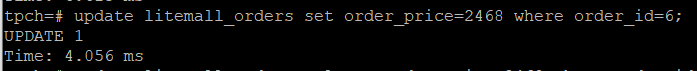 tpch=# update litemall_orders set order_price=2468 where order_id=6;
UPDATE 1
Time: 4.056 ms